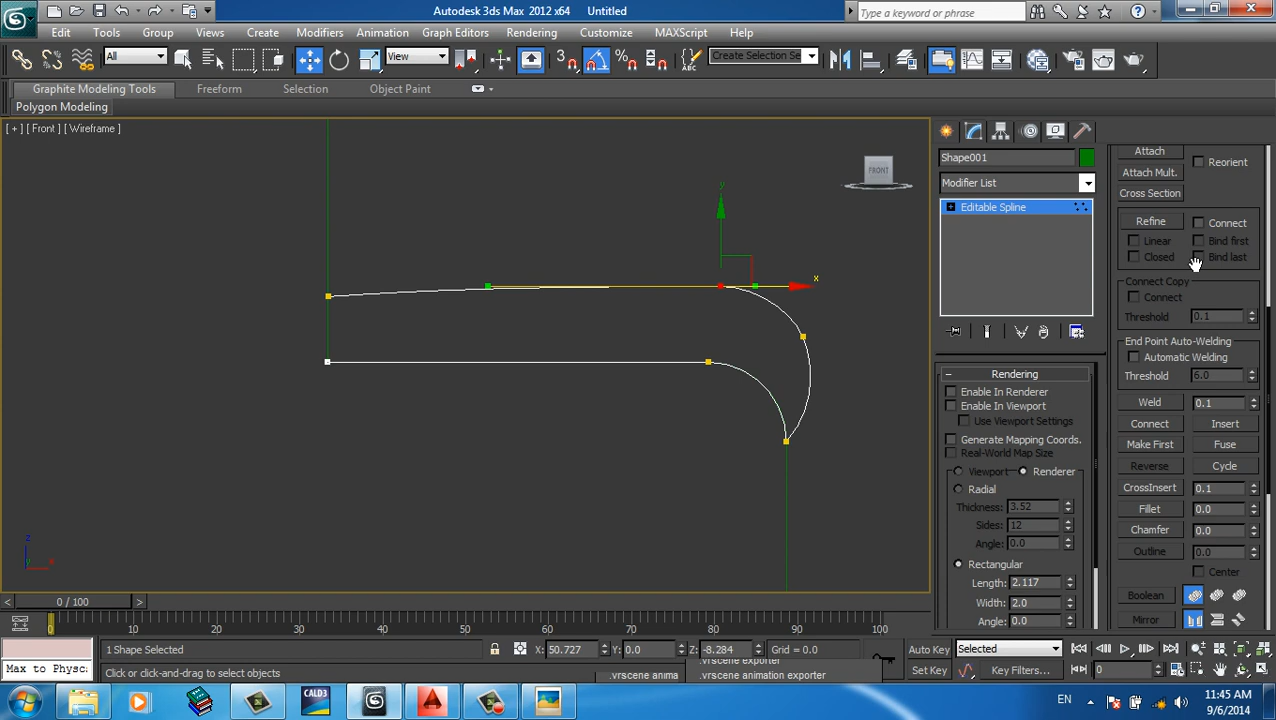 Autodesk 3ds Max 2012 x64 Untitled
Type a keyword or phrase
Edit Tools Group Views Create Modifiers Animation Graph Editors Rendering Customize MAXScript Help
All View Create Selection Se
Graphite Modeling Tools Freeform Selection Object Paint
Polygon Modeling
[ + ] [ Front ] [ Wireframe ]
FRONT
y
x
z
x
Shape001
Modifier List
Editable Spline
Rendering
Enable In Renderer
Enable In Viewport
Use Viewport Settings
Generate Mapping Coords.
Real-World Map Size
Viewport Renderer
Radial
Thickness: 3.52
Sides: 12
Angle: 0.0
Rectangular
Length: 2.117
Width: 2.0
Angle: 0.0
Attach
Reorient
Attach Mult.
Cross Section
Refine Connect
Linear Bind first
Closed Bind last
Connect Copy
Connect
Threshold 0.1
End Point Auto-Welding
Automatic Welding
Threshold 6.0
Weld 0.1
Connect Insert
Make First Fuse
Reverse Cycle
CrossInsert 0.1
Fillet 0.0
Chamfer 0.0
Outline 0.0
Center
Boolean
Mirror
< 0 / 100 >
0 10 20 30 40 50 60 70 80 90 100
1 Shape Selected X: 50.727 Y: 0.0 Z: -8.284 Grid = 0.0 Auto Key Selected
Max to Physc Click or click-and-drag to select objects .vrscene anima .vrscene exporter
.vrscene animation exporter Set Key Key Filters... 0
CALD3 EN 11:45 AM
9/6/2014